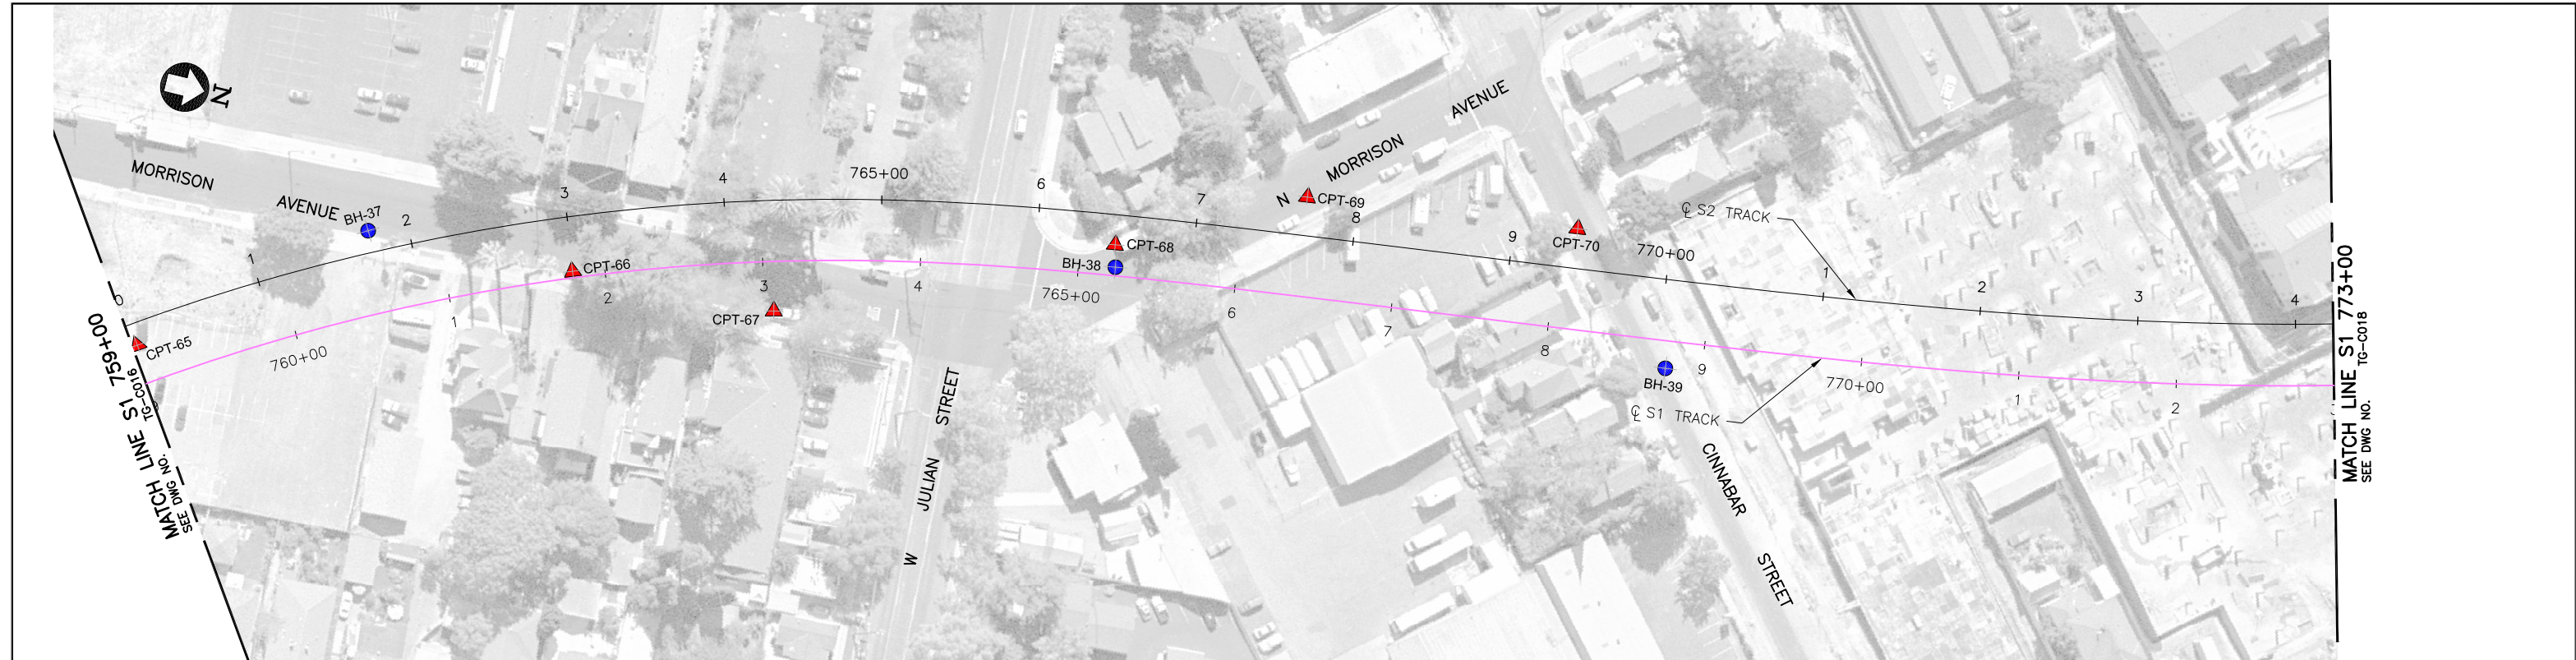 N
MORRISON
AVENUE
BH-37
0
1
2
3
4
765+00
6
7
8
9
770+00
1
2
3
4
MORRISON
AVENUE
N
CPT-69
CPT-68
BH-38
CPT-66
CPT-67
CPT-70
CPT-65
℄ S2 TRACK
760+00
1
2
3
4
765+00
6
7
8
9
770+00
1
2
BH-39
℄ S1 TRACK
W JULIAN STREET
CINNABAR
STREET
MATCH LINE S1 759+00
SEE DWG NO. TG-C016
MATCH LINE S1 773+00
SEE DWG NO. TG-C018